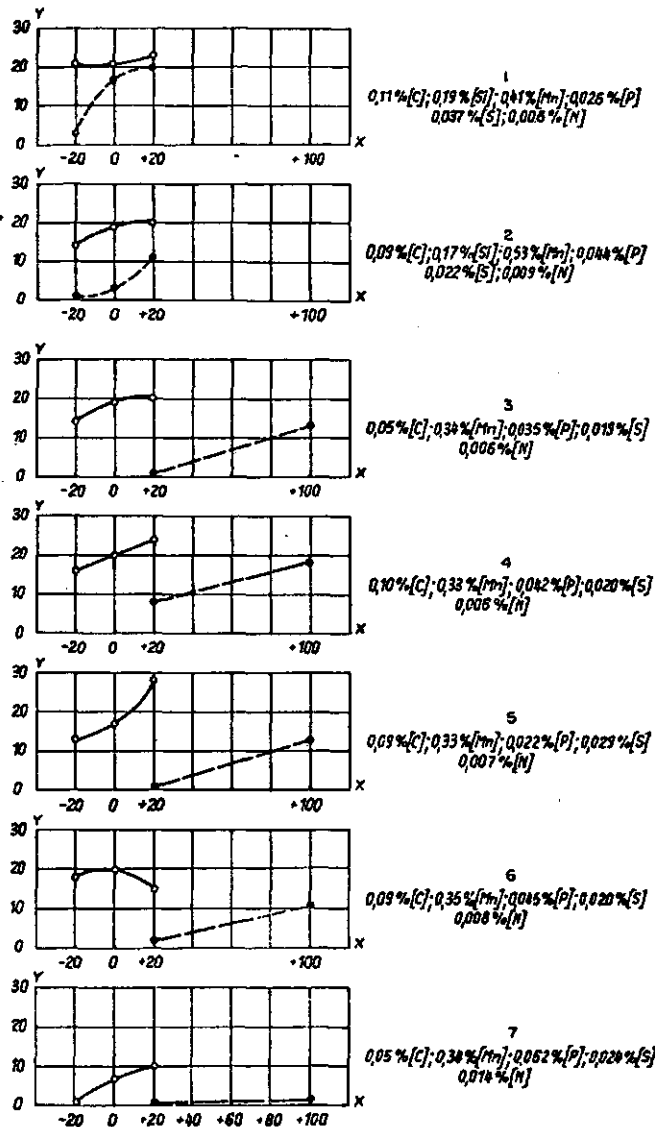 Y
30
20
10
0
-20 0 +20 +100 X
1
0,11%[C]; 0,19%[Si]; 0,41%[Mn]; 0,026%[P]
0,037%[S]; 0,006%[N]
Y
30
20
10
0
-20 0 +20 +100 X
2
0,09%[C]; 0,17%[Si]; 0,53%[Mn]; 0,044%[P]
0,022%[S]; 0,009%[N]
Y
30
20
10
0
-20 0 +20 +100 X
3
0,05%[C]; 0,34%[Mn]; 0,035%[P]; 0,019%[S]
0,006%[N]
Y
30
20
10
0
-20 0 +20 +100 X
4
0,10%[C]; 0,33%[Mn]; 0,042%[P]; 0,020%[S]
0,006%[N]
Y
30
20
10
0
-20 0 +20 +100 X
5
0,09%[C]; 0,33%[Mn]; 0,022%[P]; 0,029%[S]
0,007%[N]
Y
30
20
10
0
-20 0 +20 +100 X
6
0,09%[C]; 0,35%[Mn]; 0,045%[P]; 0,020%[S]
0,008%[N]
Y
30
20
10
0
-20 0 +20 +40 +60 +80 +100 X
7
0,05%[C]; 0,34%[Mn]; 0,062%[P]; 0,024%[S]
0,014%[N]